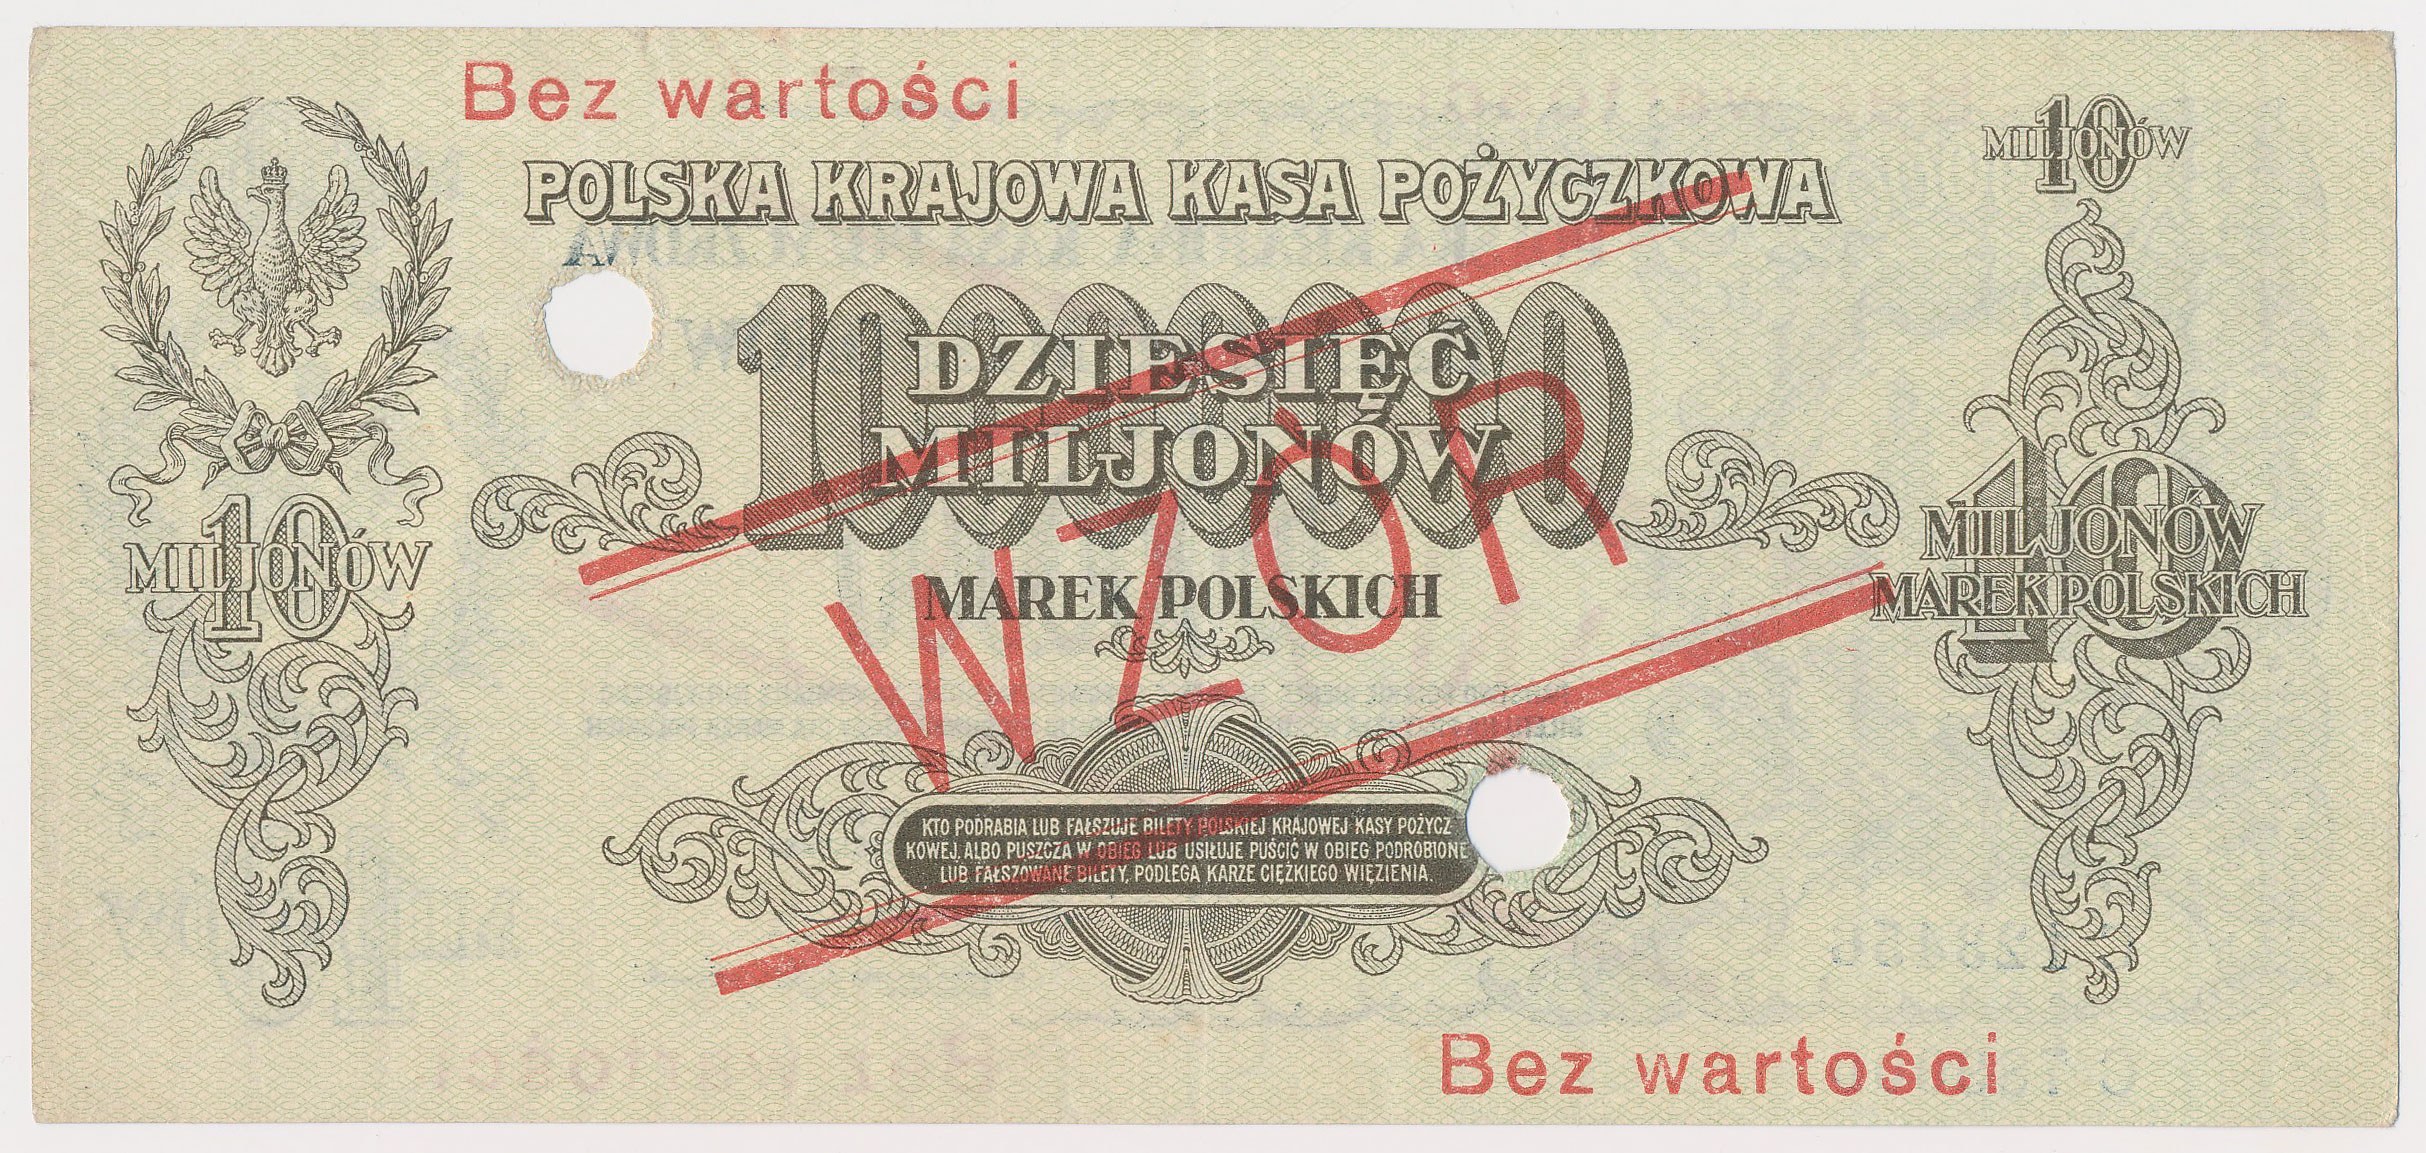 Bez wartości
POLSKA KRAJOWA KASA POŻYCZKOWA
10
MILJONÓW
10000000
DZIESIĘĆ
MILJONÓW
MAREK POLSKICH
WZÓR
10
MILJONÓW
10
MILJONÓW
MAREK POLSKICH
KTO PODRABIA LUB FAŁSZUJE BILETY POLSKIEJ KRAJOWEJ KASY POŻYCZ
KOWEJ, ALBO PUSZCZA W OBIEG LUB USIŁUJE PUŚCIĆ W OBIEG PODROBIONE
LUB FAŁSZOWANE BILETY, PODLEGA KARZE CIĘŻKIEGO WIĘZIENIA.
Bez wartości